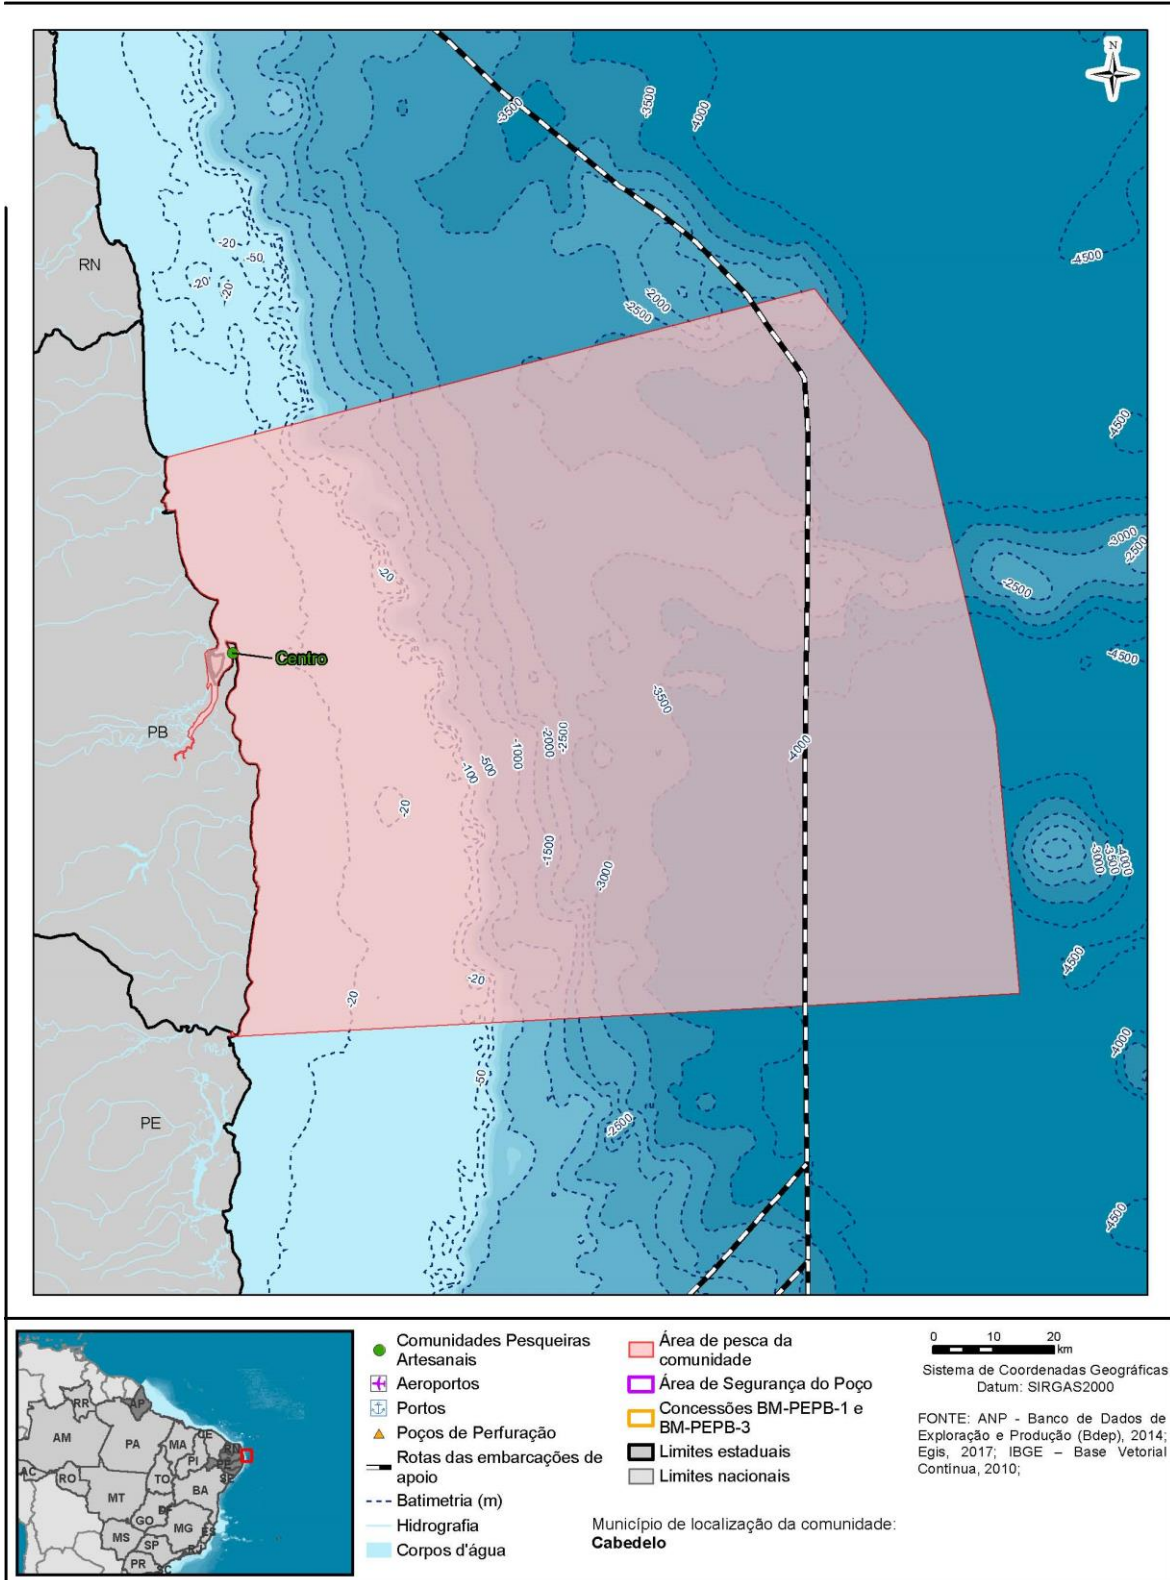 N
-3500
-3500
-4000
-20
-50
-20
-20
-4500
RN
-2000
-2500
-4500
-3000
-2500
-2500
-20
Centro
-4500
-3500
PB
-4000
-2500
-2000
-1000
-500
-100
-20
-1500
-3000
-4000
-3500
-3000
-20
-4500
-20
-4000
-50
PE
-2500
-4500
RR
AP
AM
PA
MA
CE
RN
PI
PE
AC
RO
TO
SE
BA
MT
DF
GO
MG
ES
MS
SP
RJ
PR
SC
Comunidades Pesqueiras
Artesanais
Aeroportos
Portos
Poços de Perfuração
Rotas das embarcações de
apoio
Batimetria (m)
Hidrografia
Corpos d'água
Área de pesca da
comunidade
Área de Segurança do Poço
Concessões BM-PEPB-1 e
BM-PEPB-3
Limites estaduais
Limites nacionais
Município de localização da comunidade:
Cabedelo
0 10 20
km
Sistema de Coordenadas Geográficas
Datum: SIRGAS2000
FONTE: ANP - Banco de Dados de
Exploração e Produção (Bdep), 2014;
Egis, 2017; IBGE – Base Vetorial
Contínua, 2010;